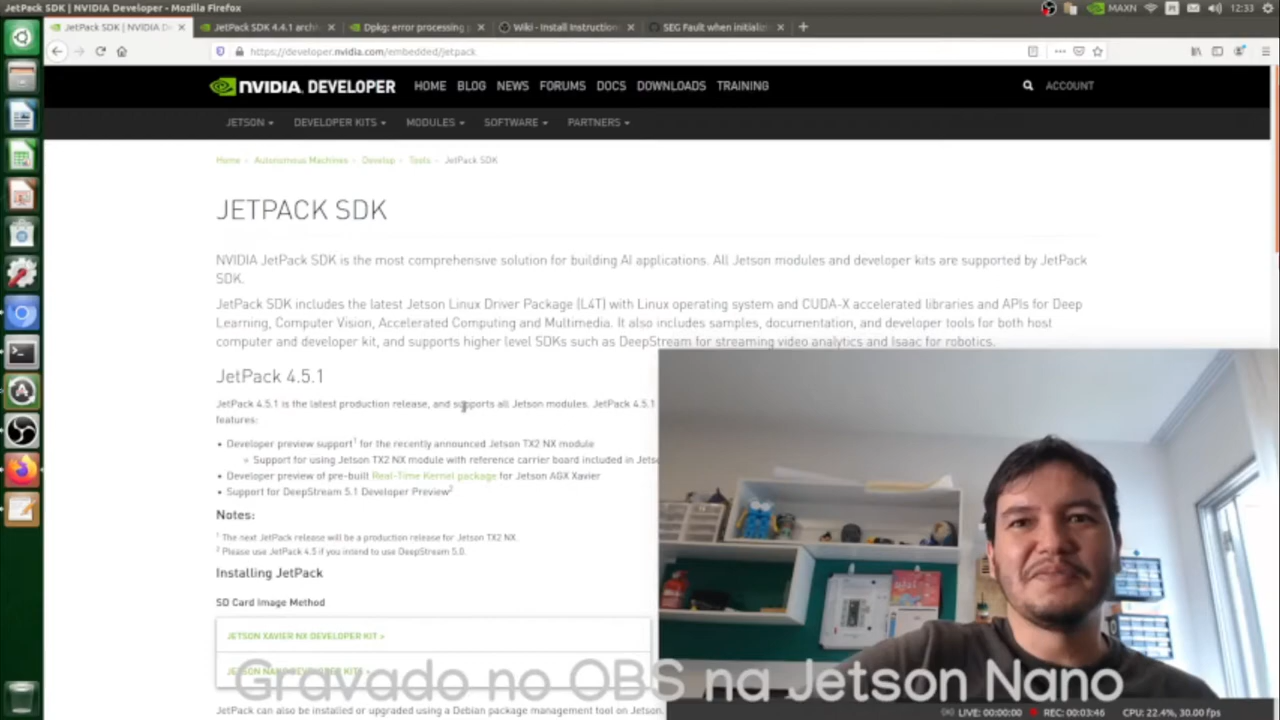 JetPack SDK | NVIDIA Developer - Mozilla Firefox
MAXN
12:33
JetPack SDK | NVIDIA De
JetPack SDK 4.4.1 archi
Dpkg: error processing
Wiki - Install Instruction
SEG Fault when initializ
https://developer.nvidia.com/embedded/jetpack
NVIDIA DEVELOPER HOME BLOG NEWS FORUMS DOCS DOWNLOADS TRAINING ACCOUNT
JETSON DEVELOPER KITS MODULES SOFTWARE PARTNERS
Home Autonomous Machines Develop Tools JetPack SDK
JETPACK SDK
NVIDIA JetPack SDK is the most comprehensive solution for building AI applications. All Jetson modules and developer kits are supported by JetPack
SDK.
JetPack SDK includes the latest Jetson Linux Driver Package (L4T) with Linux operating system and CUDA-X accelerated libraries and APIs for Deep
Learning, Computer Vision, Accelerated Computing and Multimedia. It also includes samples, documentation, and developer tools for both host
computer and developer kit, and supports higher level SDKs such as DeepStream for streaming video analytics and Isaac for robotics.
JetPack 4.5.1
JetPack 4.5.1 is the latest production release, and supports all Jetson modules. JetPack 4.5.1
features:
• Developer preview support¹ for the recently announced Jetson TX2 NX module
Support for using Jetson TX2 NX module with reference carrier board included in Jetso
• Developer preview of pre-built Real-Time Kernel package for Jetson AGX Xavier
• Support for DeepStream 5.1 Developer Preview²
Notes:
¹ The next JetPack release will be a production release for Jetson TX2 NX.
² Please use JetPack 4.5 if you intend to use DeepStream 5.0.
Installing JetPack
SD Card Image Method
JETSON XAVIER NX DEVELOPER KIT >
JETSON NANO DEVELOPER KITS >
Gravado no OBS na Jetson Nano
JetPack can also be installed or upgraded using a Debian package management tool on Jetson.
LIVE: 00:00:00 REC: 00:03:46 CPU: 22.4%, 30.00 fps